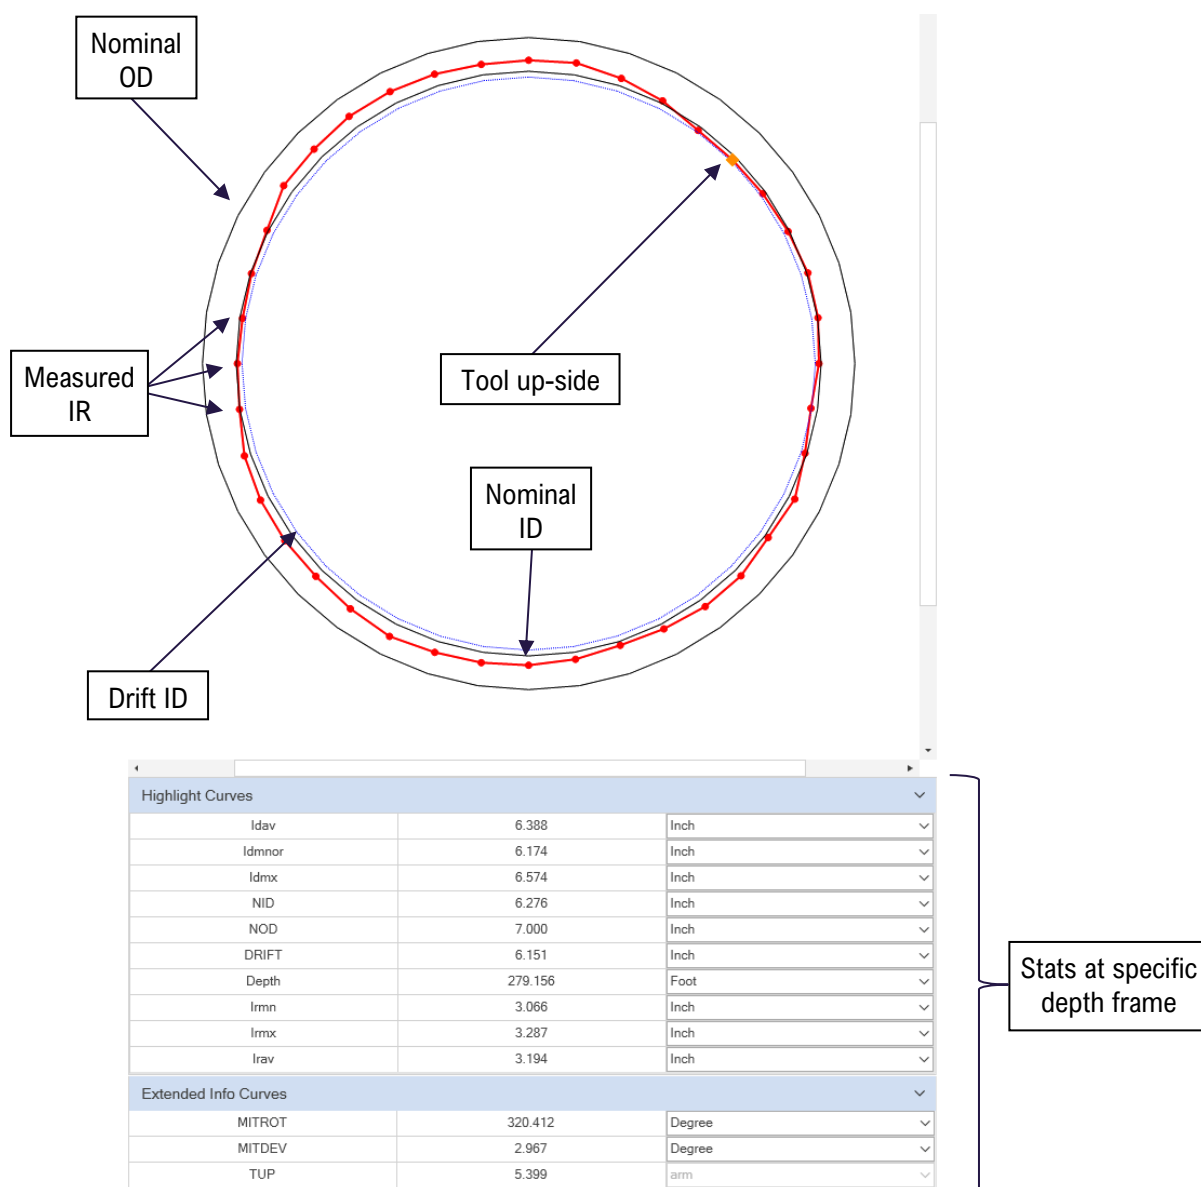 Nominal
OD
Tool up-side
Measured
IR
Nominal
ID
Drift ID
Highlight Curves
Idav 6.388 Inch
Idmnor 6.174 Inch
Idmx 6.574 Inch
NID 6.276 Inch
NOD 7.000 Inch
DRIFT 6.151 Inch
Depth 279.156 Foot
Irmn 3.066 Inch
Irmx 3.287 Inch
Irav 3.194 Inch
Stats at specific
depth frame
Extended Info Curves
MITROT 320.412 Degree
MITDEV 2.967 Degree
TUP 5.399 arm